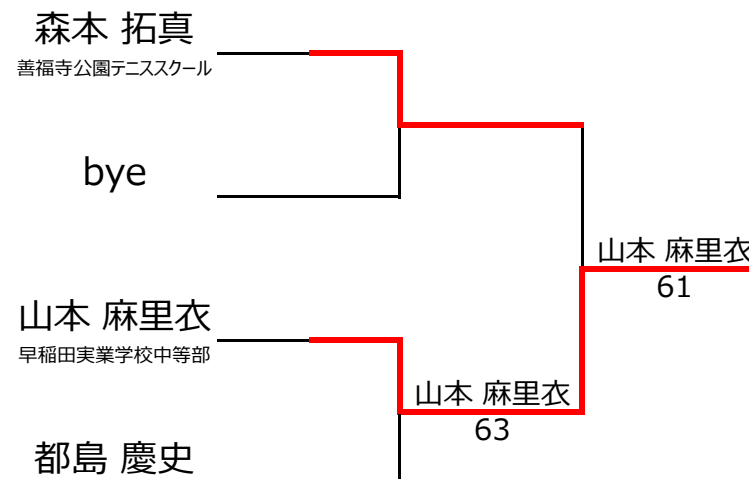 森本 拓真
善福寺公園テニススクール
bye
山本 麻里衣
61
山本 麻里衣
早稲田実業学校中等部
山本 麻里衣
63
都島 慶史